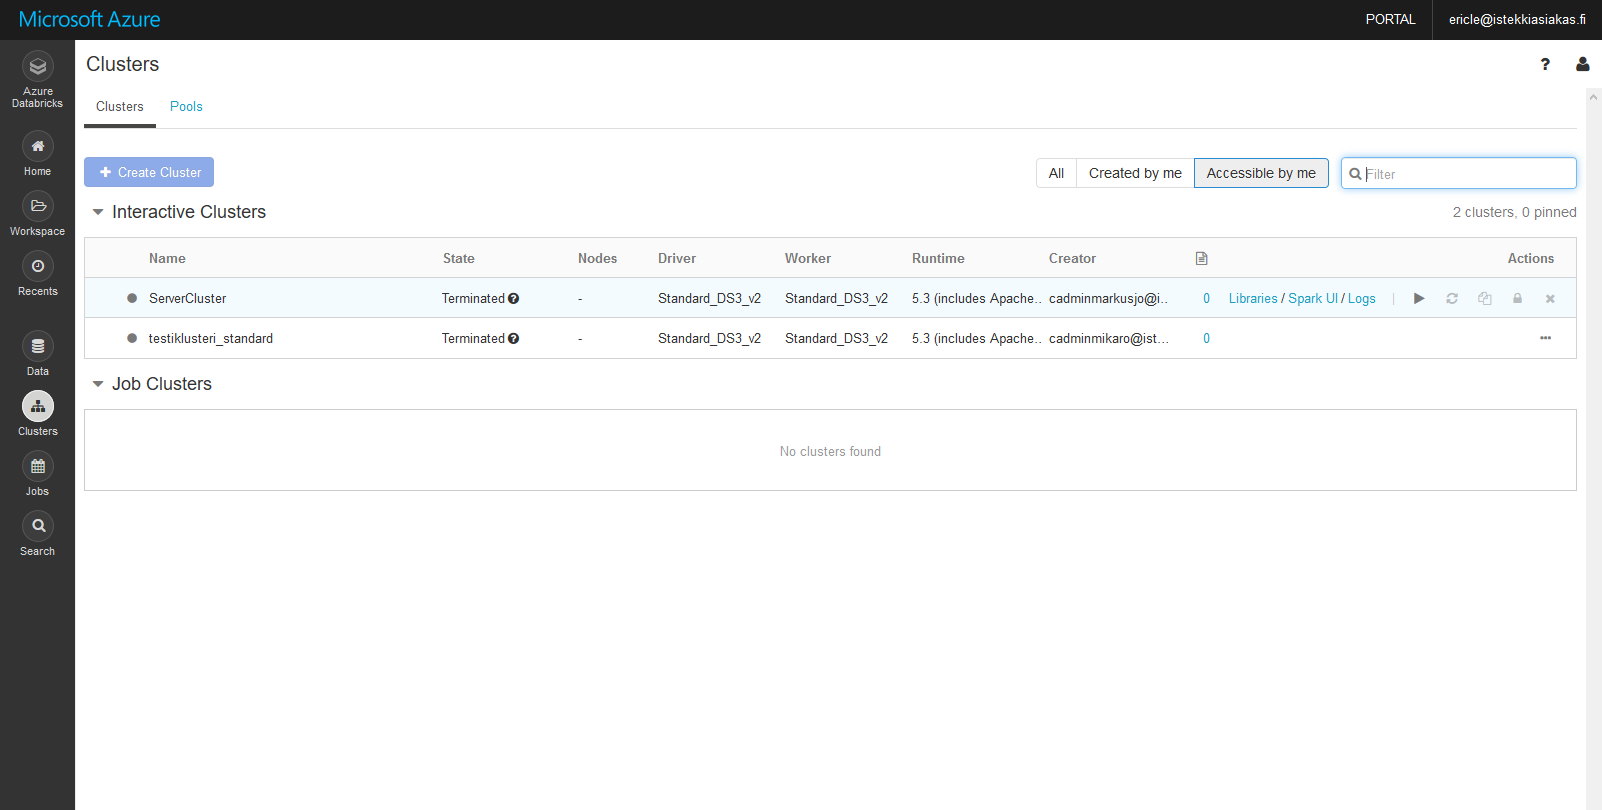 Microsoft Azure
PORTAL
ericle@istekkiasiakas.fi
Azure
Databricks
Home
Workspace
Recents
Data
Clusters
Jobs
Search
Clusters
?
Clusters Pools
+ Create Cluster
All Created by me Accessible by me Filter
Interactive Clusters
2 clusters, 0 pinned
Name State Nodes Driver Worker Runtime Creator Actions
ServerCluster Terminated ? - Standard_DS3_v2 Standard_DS3_v2 5.3 (includes Apache... cadminmarkusjo@i... 0 Libraries / Spark UI / Logs |
testiklusteri_standard Terminated ? - Standard_DS3_v2 Standard_DS3_v2 5.3 (includes Apache... cadminmikaro@ist... 0 ...
Job Clusters
No clusters found